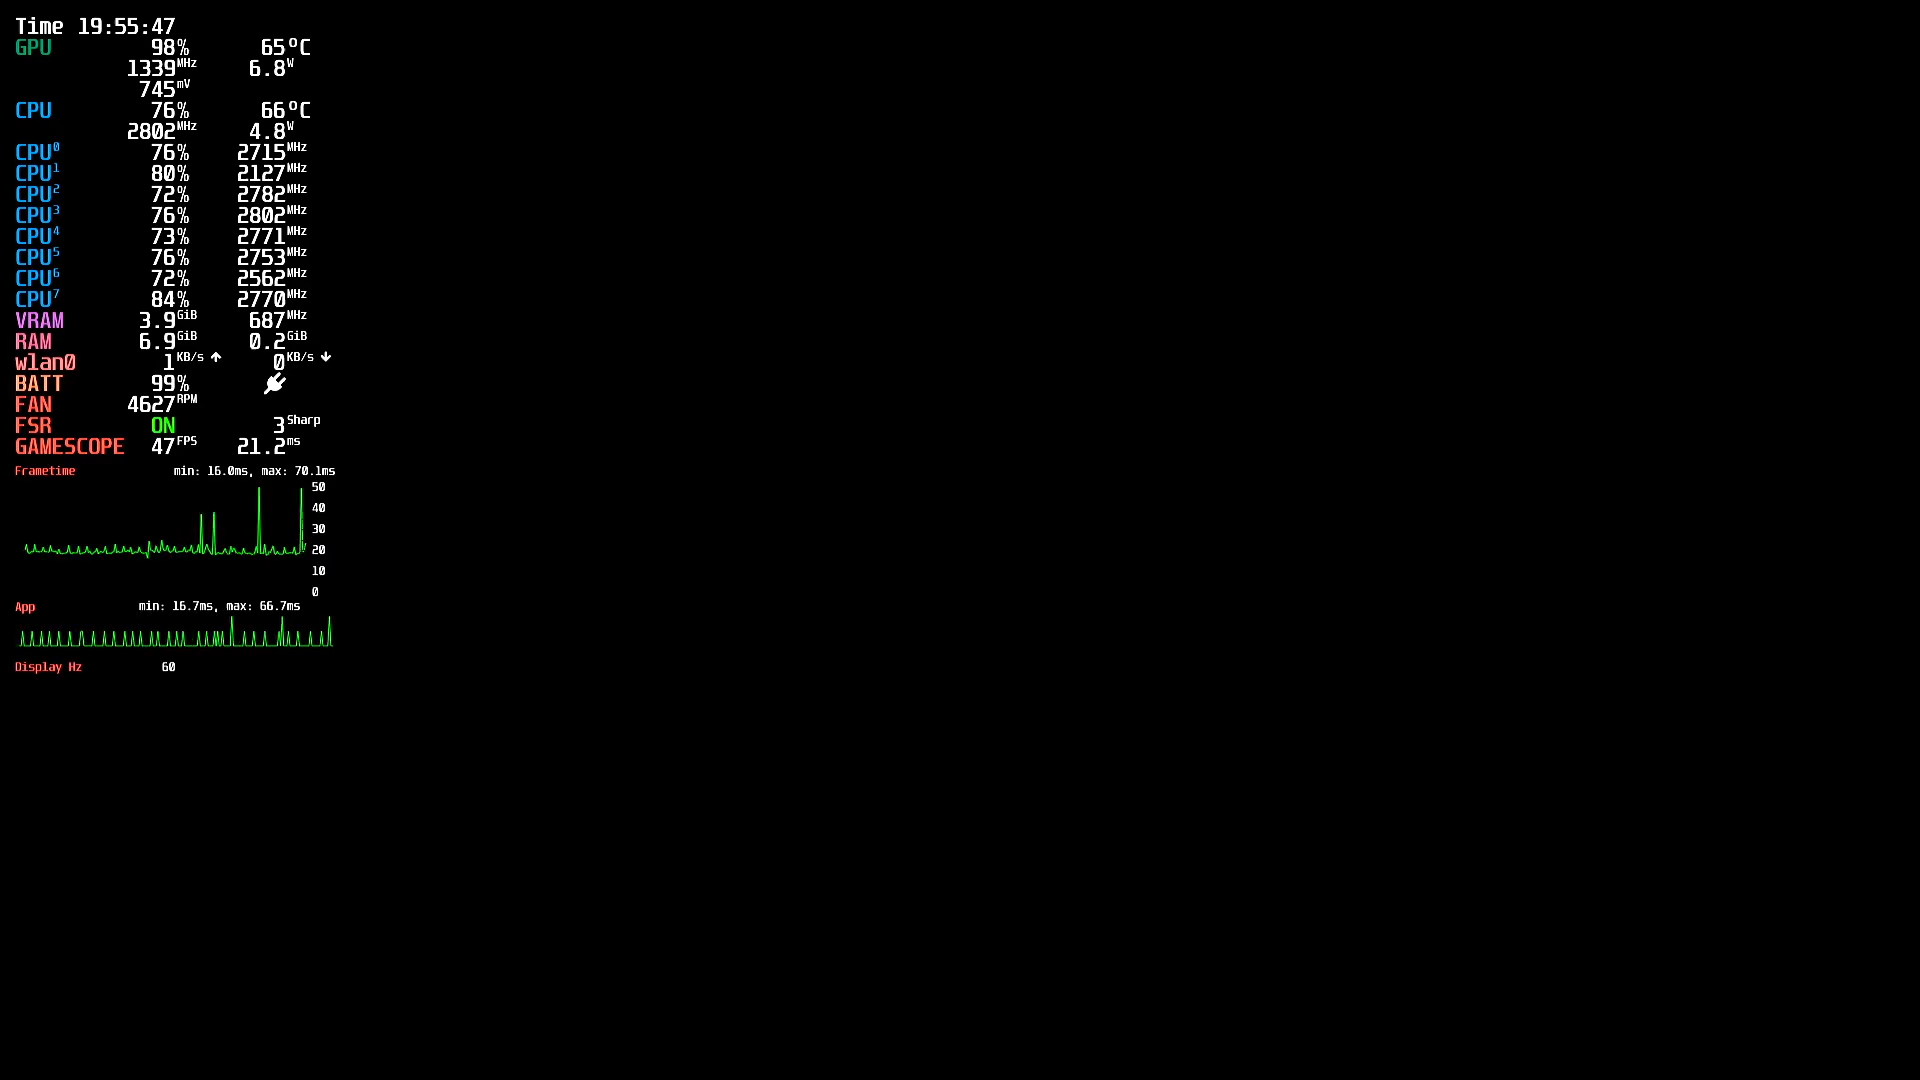 Time 19:55:47
GPU 98% 65°C
1339MHz 6.8W
745mV
CPU 76% 66°C
2802MHz 4.8W
CPU0 76% 2715MHz
CPU1 80% 2127MHz
CPU2 72% 2782MHz
CPU3 76% 2802MHz
CPU4 73% 2771MHz
CPU5 76% 2753MHz
CPU6 72% 2562MHz
CPU7 84% 2770MHz
VRAM 3.9GiB 687MHz
RAM 6.9GiB 0.2GiB
wlan0 1KB/s ↑ 0KB/s ↓
BATT 99%
FAN 4627RPM
FSR ON 3Sharp
GAMESCOPE 47FPS 21.2ms
Frametime min: 16.0ms, max: 70.1ms
50
40
30
20
10
0
App min: 16.7ms, max: 66.7ms
Display Hz 60